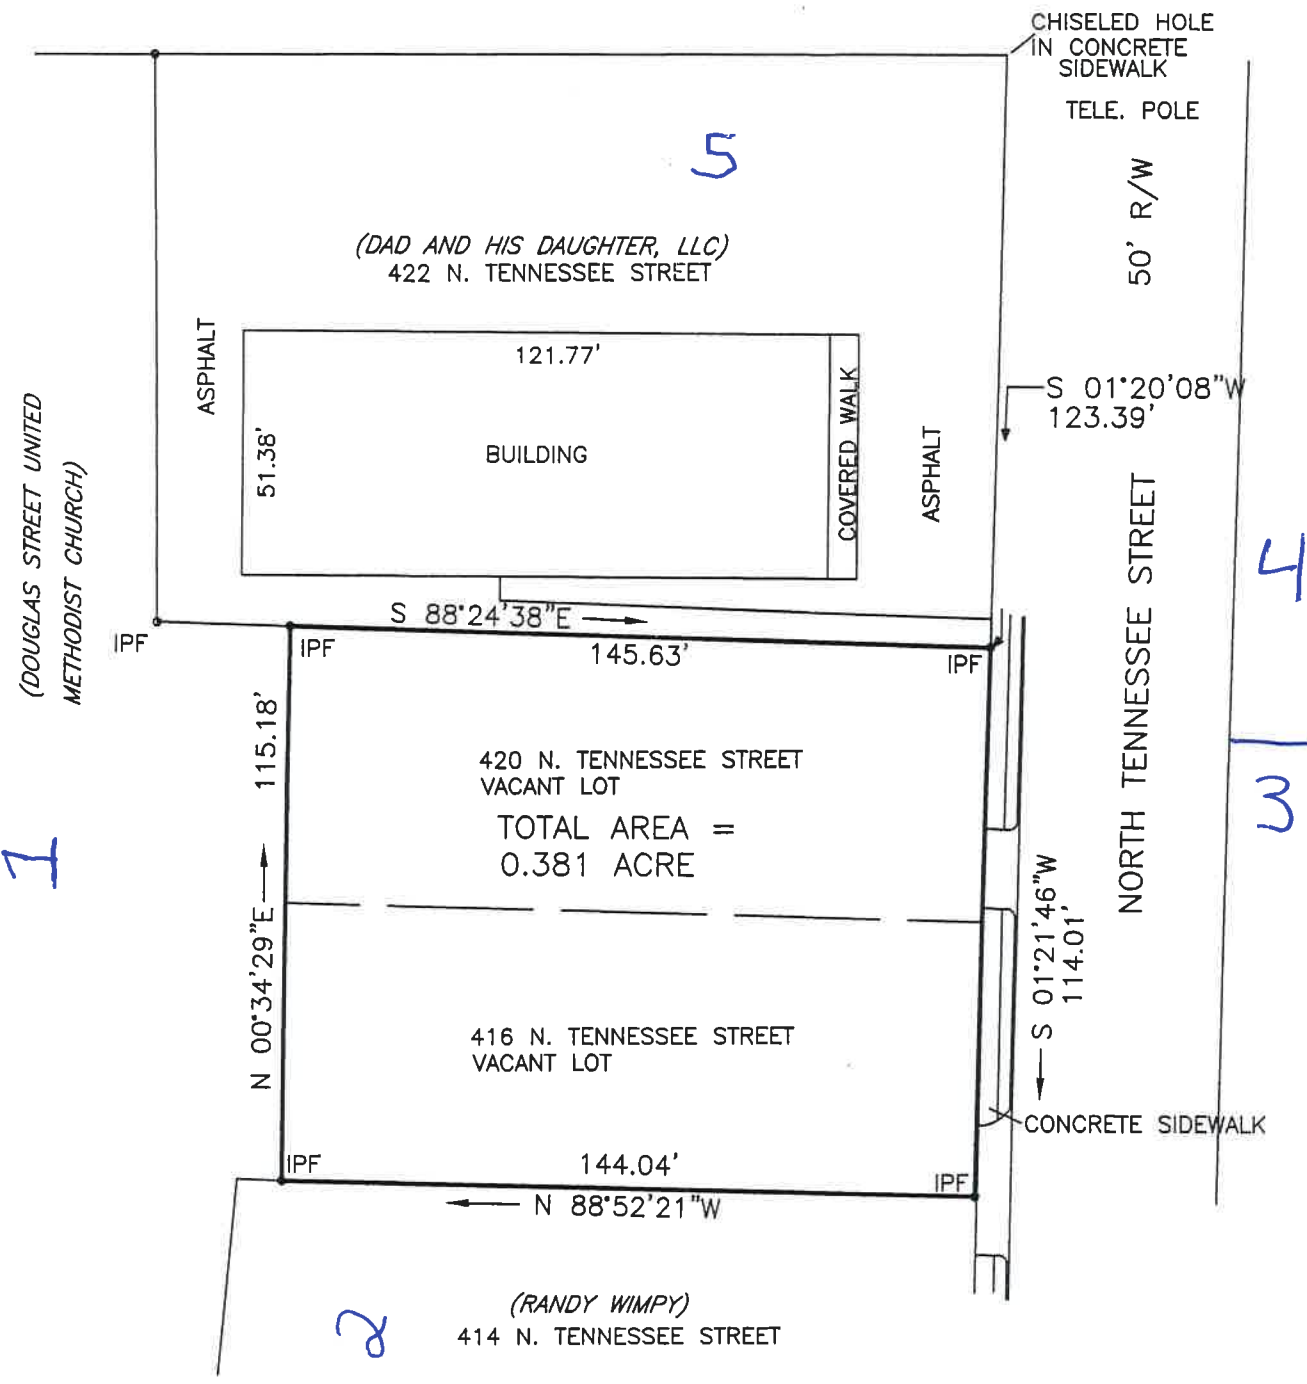 CHISELED HOLE
IN CONCRETE
SIDEWALK
TELE. POLE
5
50' R/W
(DAD AND HIS DAUGHTER, LLC)
422 N. TENNESSEE STREET
ASPHALT
121.77'
51.38'
BUILDING
COVERED WALK
ASPHALT
S 01°20'08"W
123.39'
(DOUGLAS STREET UNITED
METHODIST CHURCH)
NORTH TENNESSEE STREET
4
3
S 88°24'38"E
145.63'
IPF
IPF
IPF
115.18'
N 00°34'29"E
420 N. TENNESSEE STREET
VACANT LOT
TOTAL AREA =
0.381 ACRE
1
S 01°21'46"W
114.01'
416 N. TENNESSEE STREET
VACANT LOT
CONCRETE SIDEWALK
IPF
144.04'
IPF
N 88°52'21"W
2
(RANDY WIMPY)
414 N. TENNESSEE STREET